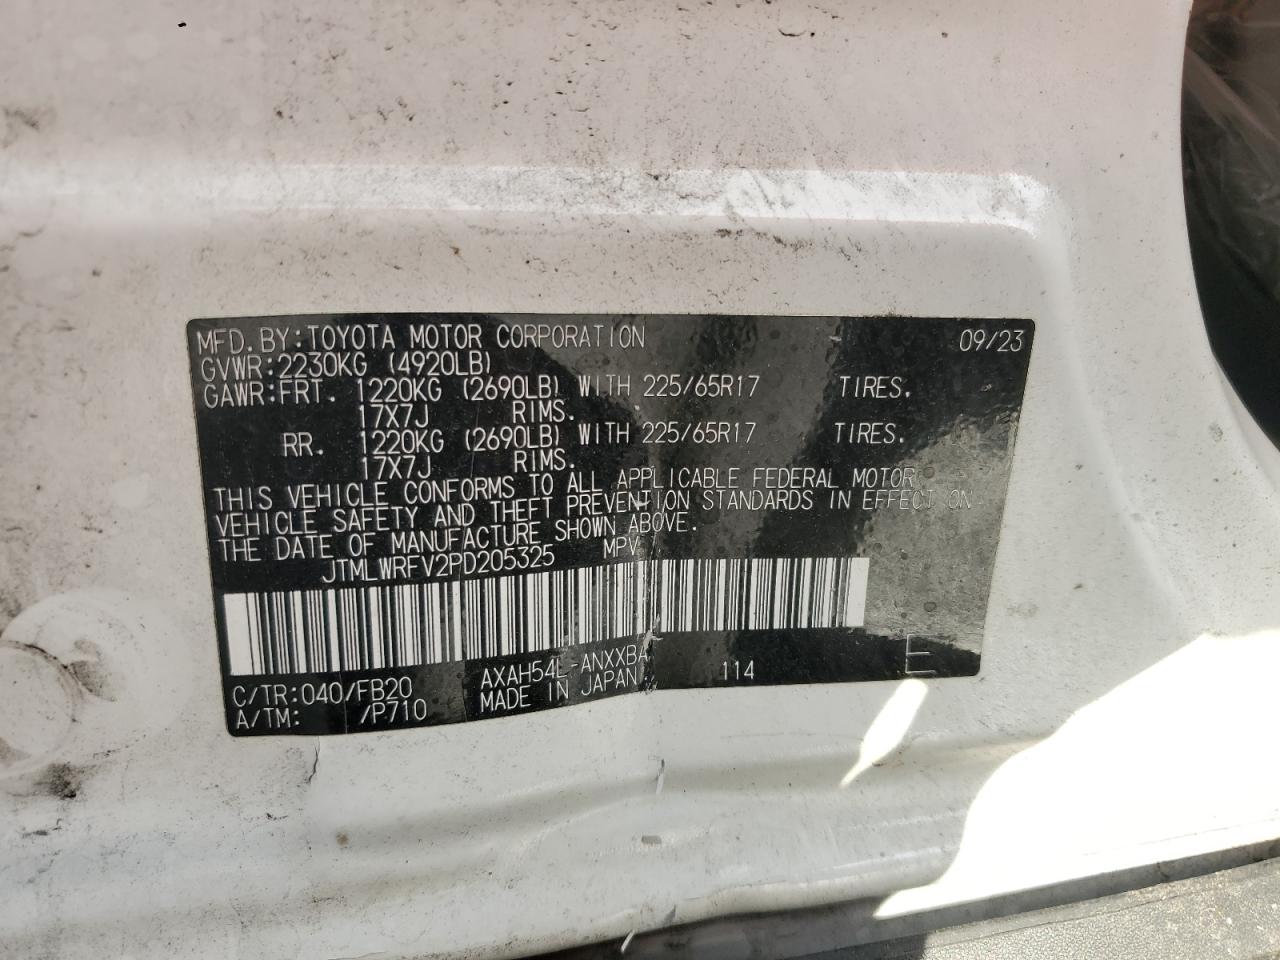 MFD. BY: TOYOTA MOTOR CORPORATION 09/23
GVWR: 2230KG (4920LB)
GAWR: FRT. 1220KG (2690LB) WITH 225/65R17 TIRES.
17X7J RIMS.
RR. 1220KG (2690LB) WITH 225/65R17 TIRES.
17X7J RIMS.
THIS VEHICLE CONFORMS TO ALL APPLICABLE FEDERAL MOTOR
VEHICLE SAFETY AND THEFT PREVENTION STANDARDS IN EFFECT ON
THE DATE OF MANUFACTURE SHOWN ABOVE.
JTMLWRFV2PD205325 MPV
C/TR: 040/FB20 AXAH54L-ANXXBA 114 E
A/TM: /P710 MADE IN JAPAN